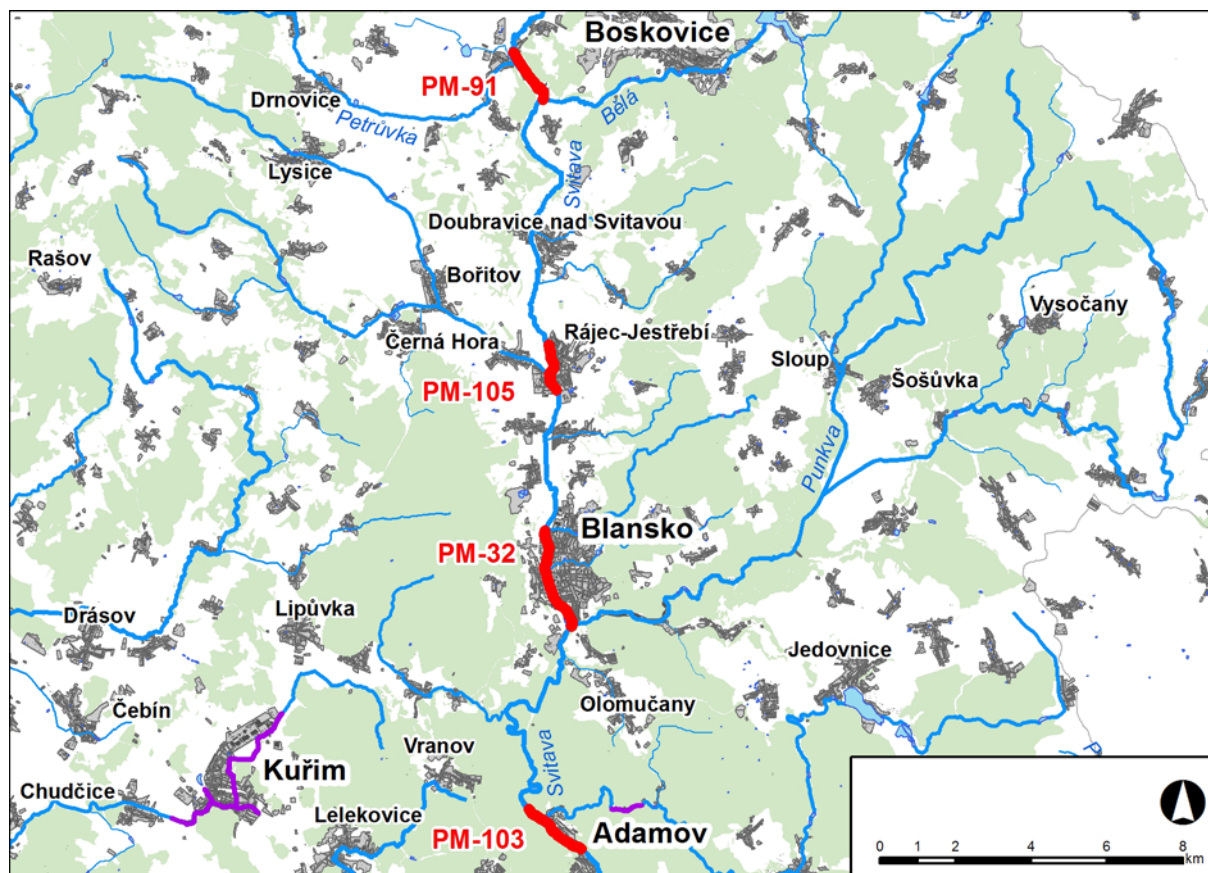 Boskovice
PM-91
Drnovice
Petrůvka
Bělá
Lysice
Svitava
Doubravice nad Svitavou
Rašov
Bořitov
Vysočany
Černá Hora
Rájec-Jestřebí
Sloup
Šošůvka
PM-105
Punkva
Blansko
PM-32
Drásov
Lipůvka
Jedovnice
Čebín
Olomučany
Vranov
Svitava
Kuřim
Chudčice
Lelekovice
PM-103
Adamov
0 1 2 4 6 8
km